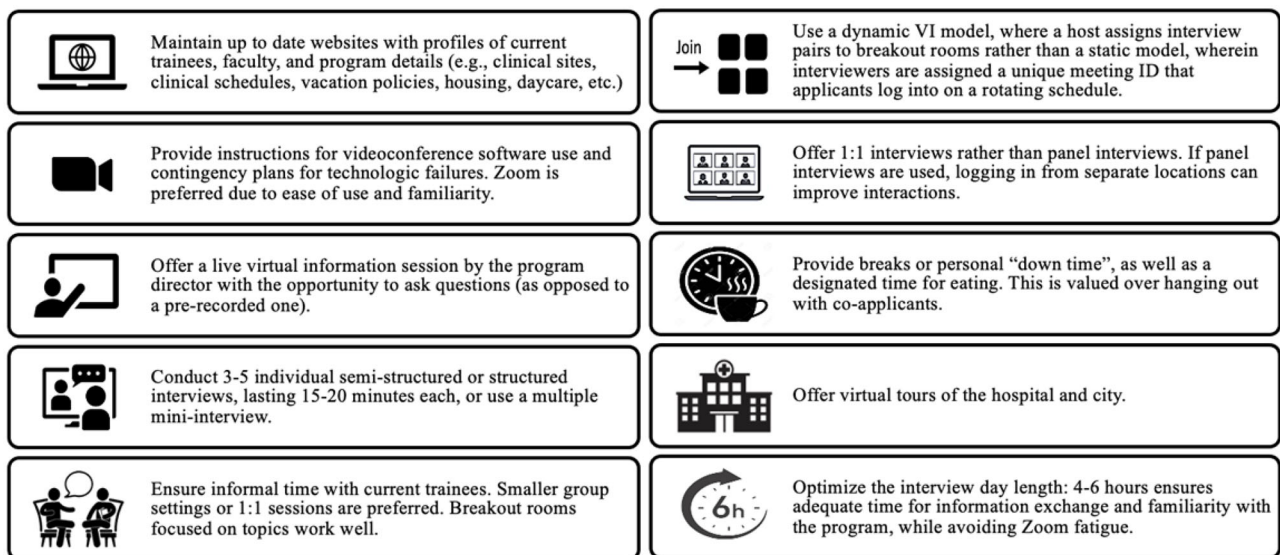 Maintain up to date websites with profiles of current
trainees, faculty, and program details (e.g., clinical sites,
clinical schedules, vacation policies, housing, daycare, etc.)
Provide instructions for videoconference software use and
contingency plans for technologic failures. Zoom is
preferred due to ease of use and familiarity.
Offer a live virtual information session by the program
director with the opportunity to ask questions (as opposed to
a pre-recorded one).
Conduct 3-5 individual semi-structured or structured
interviews, lasting 15-20 minutes each, or use a multiple
mini-interview.
Ensure informal time with current trainees. Smaller group
settings or 1:1 sessions are preferred. Breakout rooms
focused on topics work well.
Join
Use a dynamic VI model, where a host assigns interview
pairs to breakout rooms rather than a static model, wherein
interviewers are assigned a unique meeting ID that
applicants log into on a rotating schedule.
Offer 1:1 interviews rather than panel interviews. If panel
interviews are used, logging in from separate locations can
improve interactions.
Provide breaks or personal “down time”, as well as a
designated time for eating. This is valued over hanging out
with co-applicants.
Offer virtual tours of the hospital and city.
6h
Optimize the interview day length: 4-6 hours ensures
adequate time for information exchange and familiarity with
the program, while avoiding Zoom fatigue.